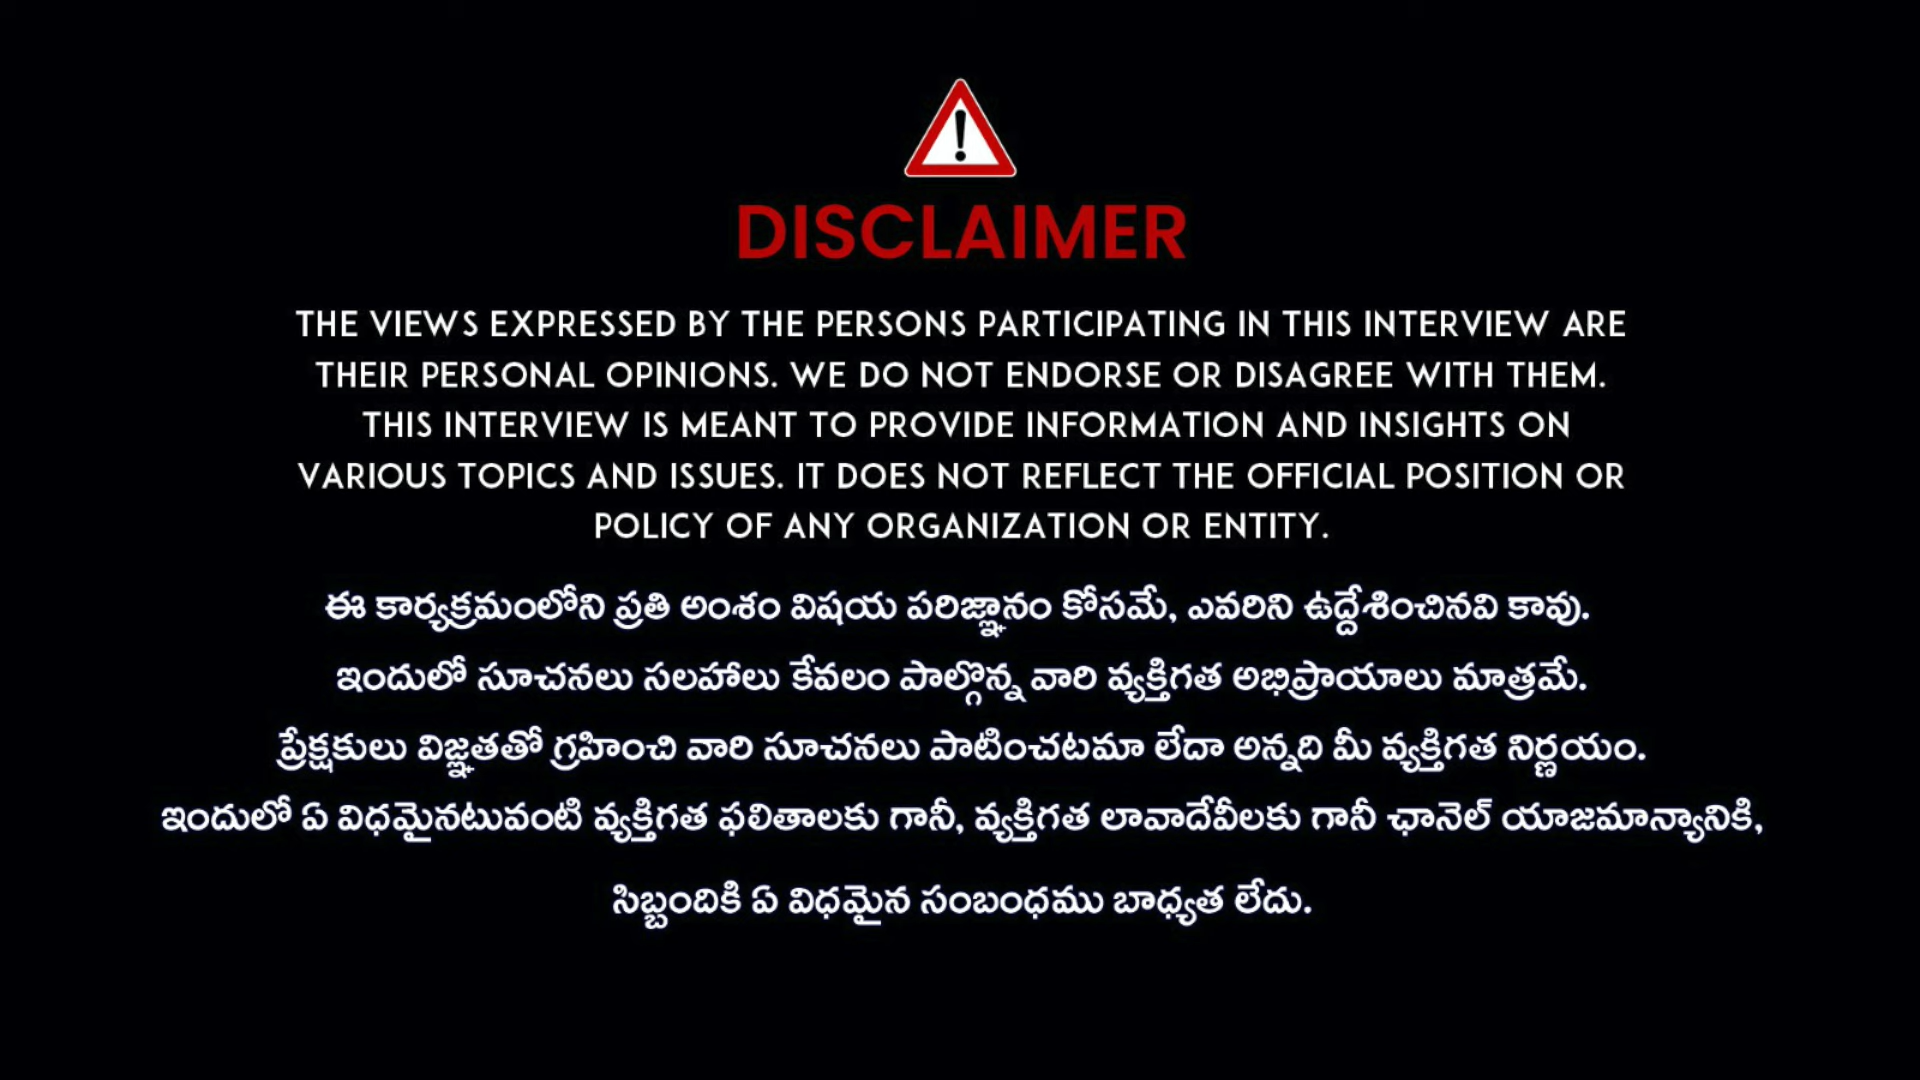 DISCLAIMER
THE VIEWS EXPRESSED BY THE PERSONS PARTICIPATING IN THIS INTERVIEW ARE
THEIR PERSONAL OPINIONS. WE DO NOT ENDORSE OR DISAGREE WITH THEM.
THIS INTERVIEW IS MEANT TO PROVIDE INFORMATION AND INSIGHTS ON
VARIOUS TOPICS AND ISSUES. IT DOES NOT REFLECT THE OFFICIAL POSITION OR
POLICY OF ANY ORGANIZATION OR ENTITY.
ఈ కార్యక్రమంలోని ప్రతి అంశం విషయ పరిజ్ఞానం కోసమే, ఎవరిని ఉద్దేశించినవి కావు.
ఇందులో సూచనలు సలహాలు కేవలం పాల్గొన్న వారి వ్యక్తిగత అభిప్రాయాలు మాత్రమే.
ప్రేక్షకులు విజ్ఞతతో గ్రహించి వారి సూచనలు పాటించటమా లేదా అన్నది మీ వ్యక్తిగత నిర్ణయం.
ఇందులో ఏ విధమైనటువంటి వ్యక్తిగత ఫలితాలకు గానీ, వ్యక్తిగత లావాదేవీలకు గానీ ఛానెల్ యాజమాన్యానికి,
సిబ్బందికి ఏ విధమైన సంబంధము బాధ్యత లేదు.